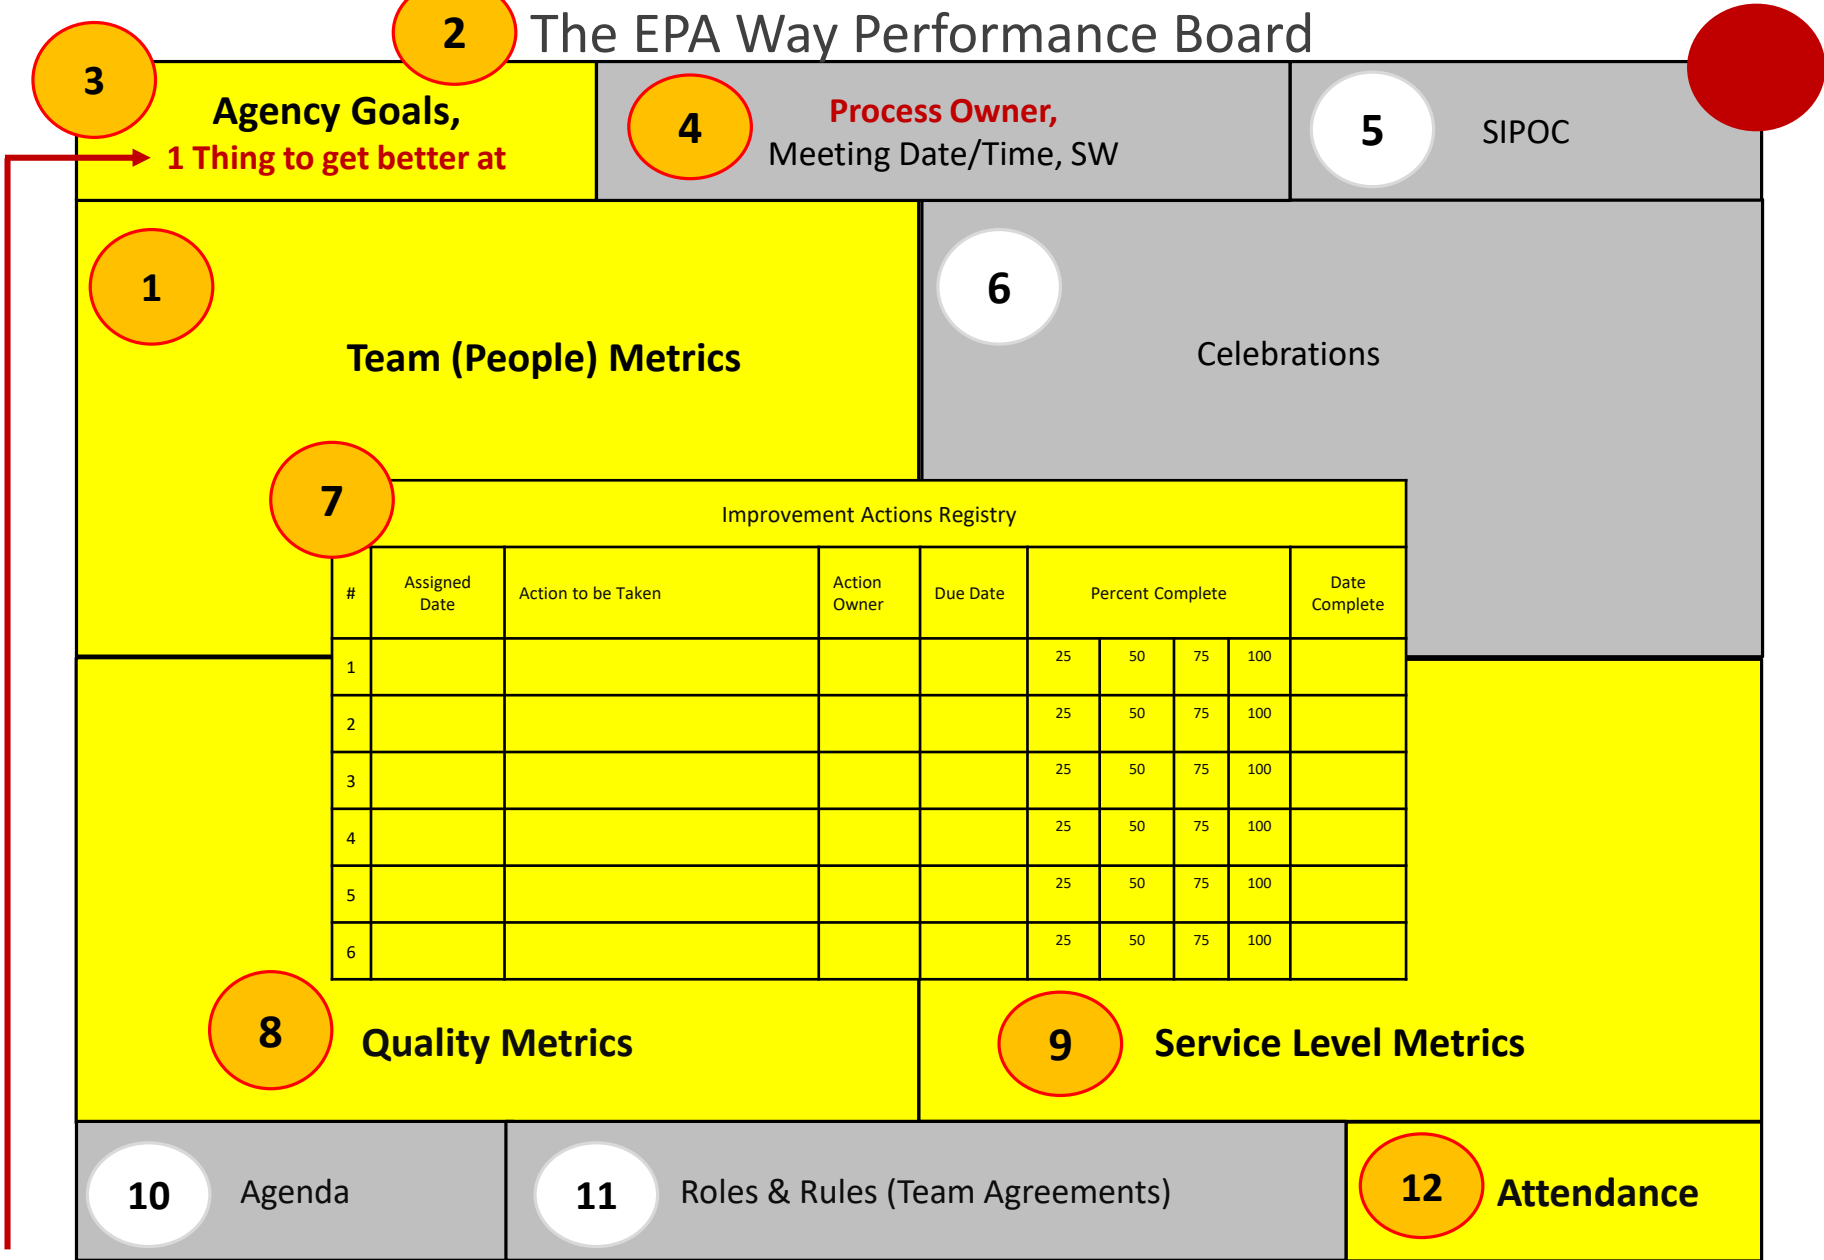 2
The EPA Way Performance Board
3
Agency Goals,
1 Thing to get better at
4
Process Owner,
Meeting Date/Time, SW
5
SIPOC
1
Team (People) Metrics
6
Celebrations
7
Improvement Actions Registry
# Assigned Date Action to be Taken Action Owner Due Date Percent Complete Date Complete
1 25 50 75 100
2 25 50 75 100
3 25 50 75 100
4 25 50 75 100
5 25 50 75 100
6 25 50 75 100
8
Quality Metrics
9
Service Level Metrics
10
Agenda
11
Roles & Rules (Team Agreements)
12
Attendance